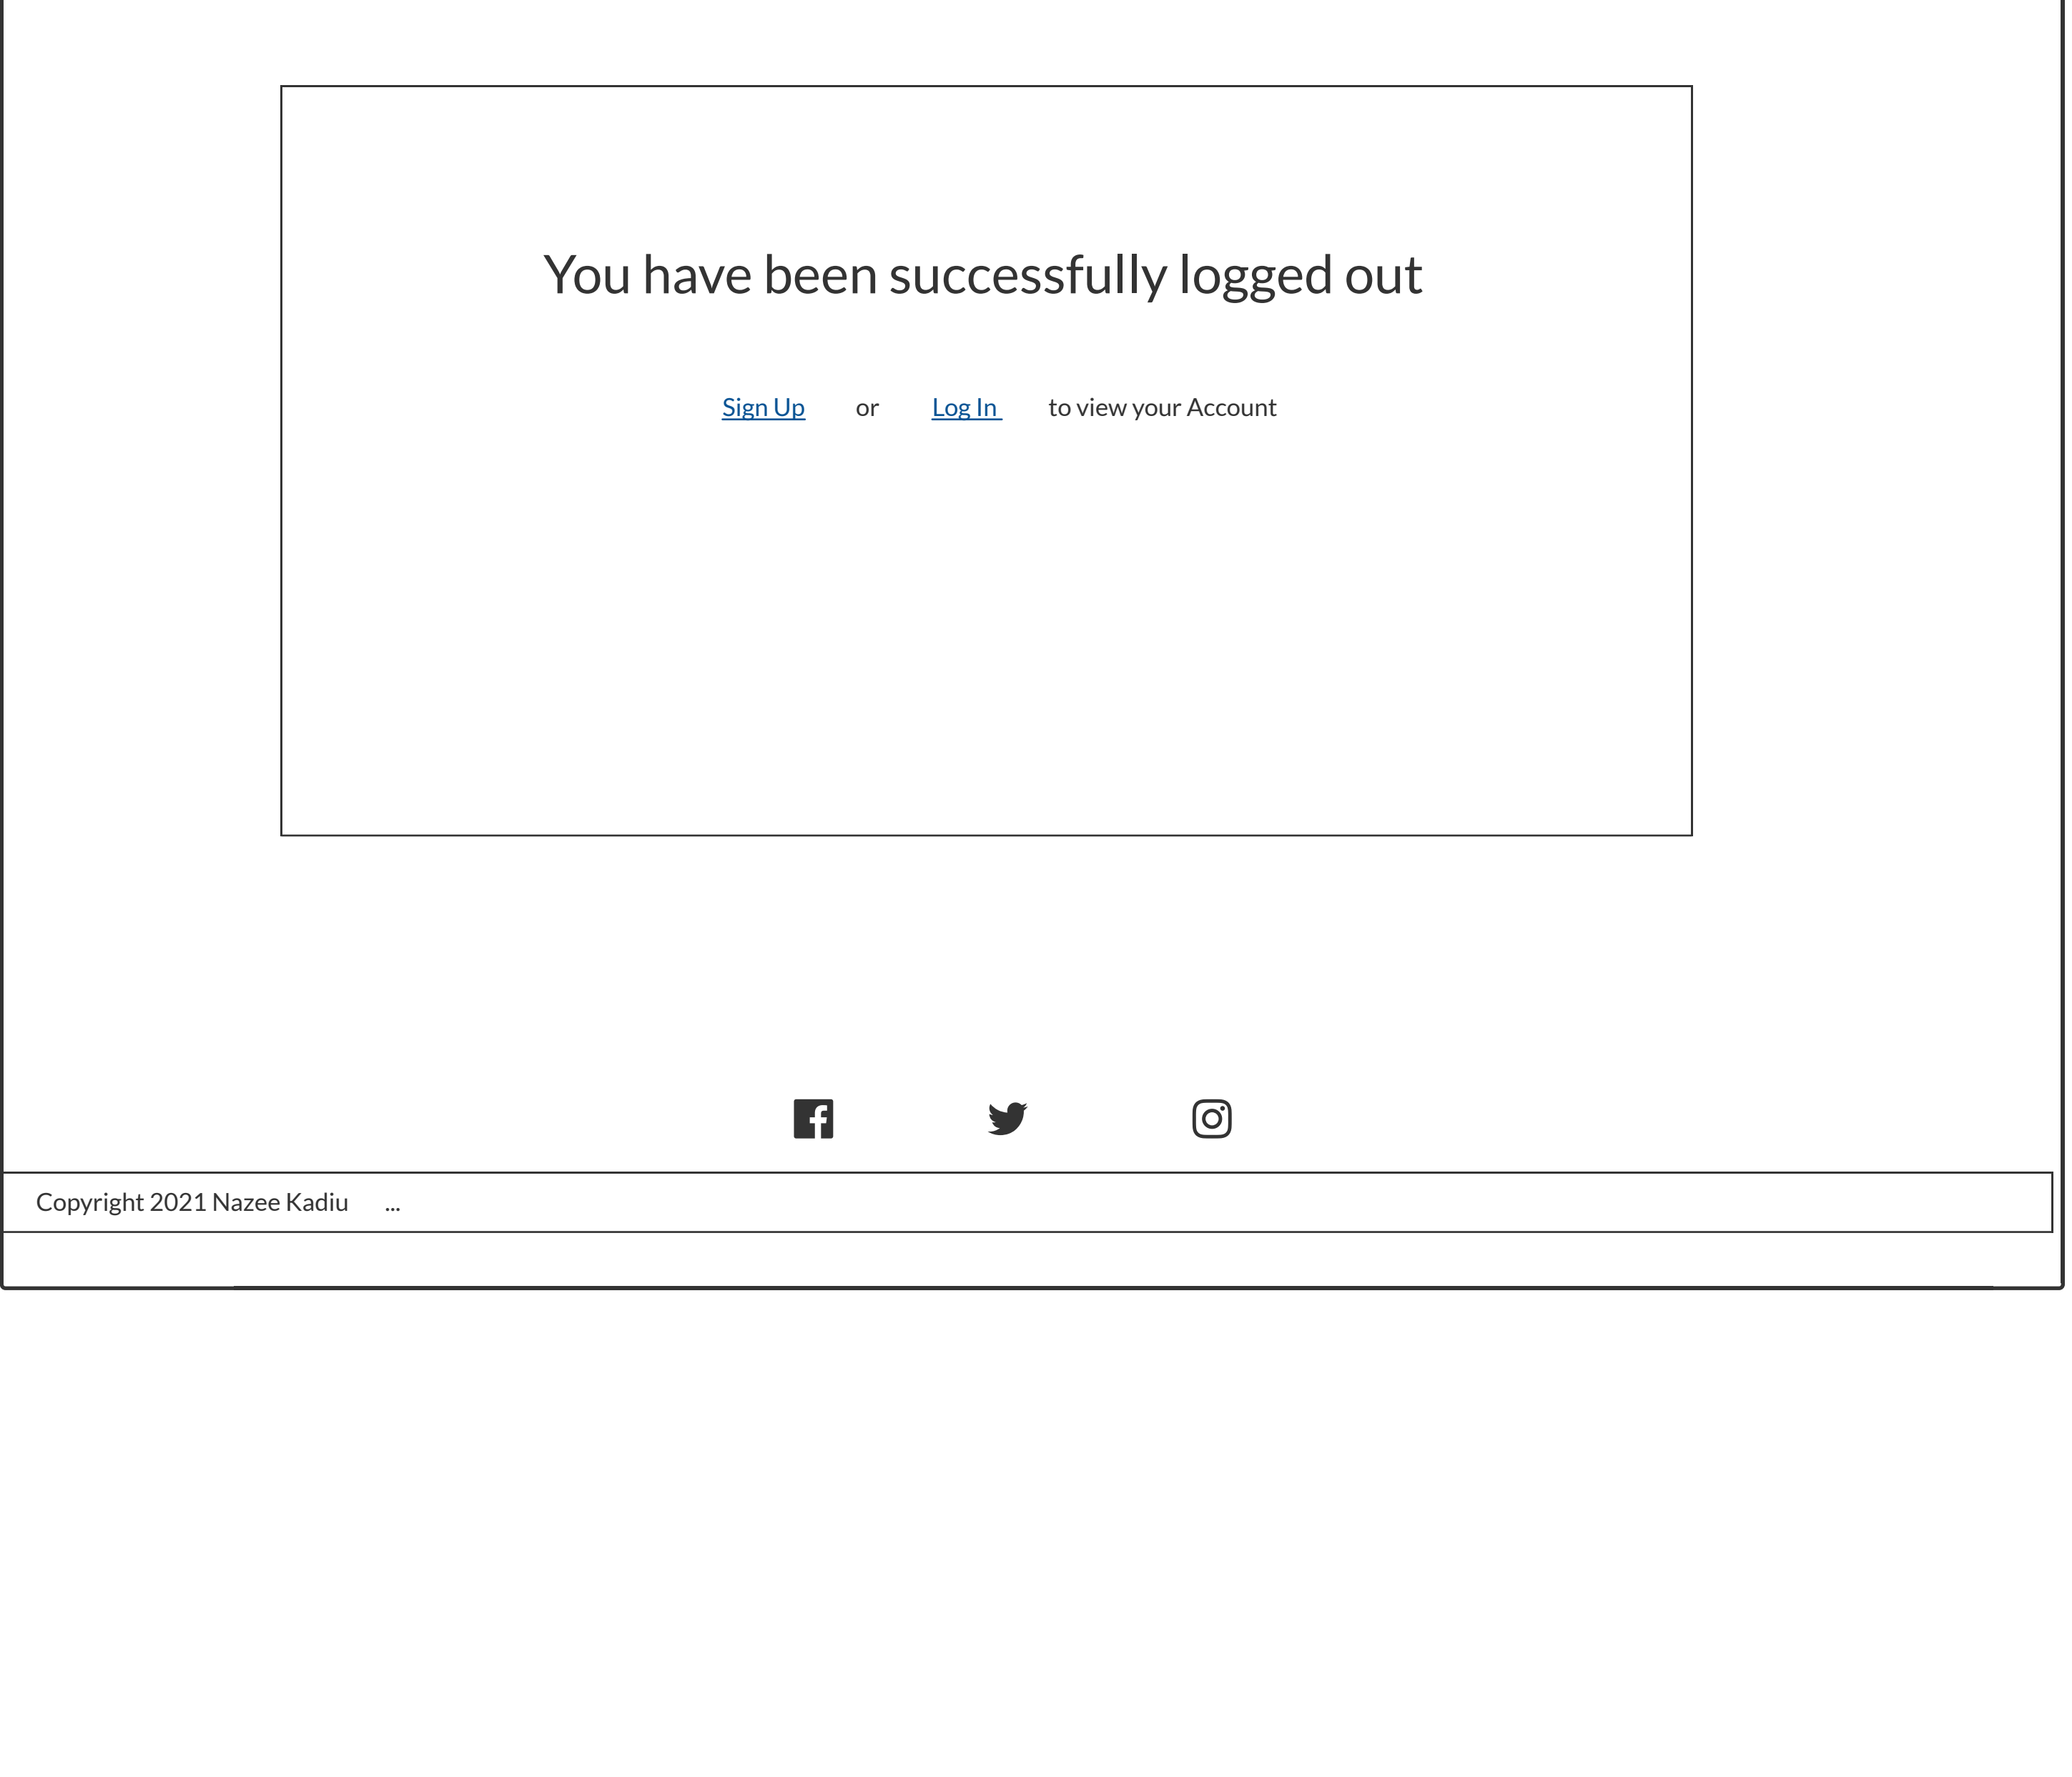 You have been successfully logged out
Sign Up or Log In to view your Account
Copyright 2021 Nazee Kadiu ...